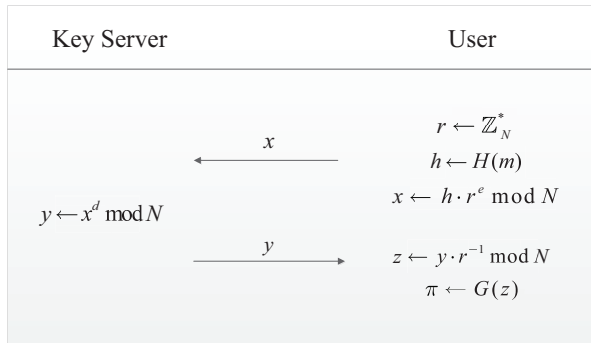 Key Server User
r ← ℤ*_N
x
h ← H(m)
x ← h · r^e mod N
y ← x^d mod N
y
z ← y · r^{-1} mod N
π ← G(z)